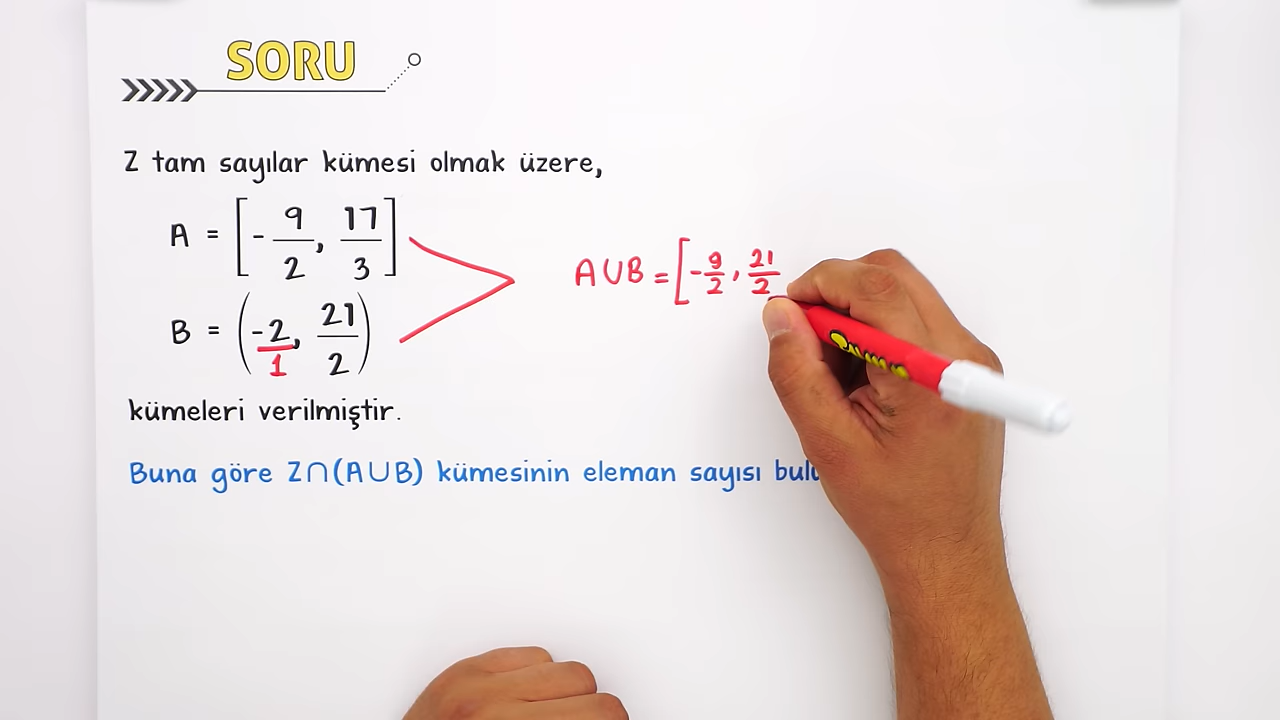 SORU
Z tam sayılar kümesi olmak üzere,
A = [-9/2, 17/3]
B = (-2/1, 21/2)
A∪B = [-9/2, 21/2
kümeleri verilmiştir.
Buna göre Z∩(A∪B) kümesinin eleman sayısı